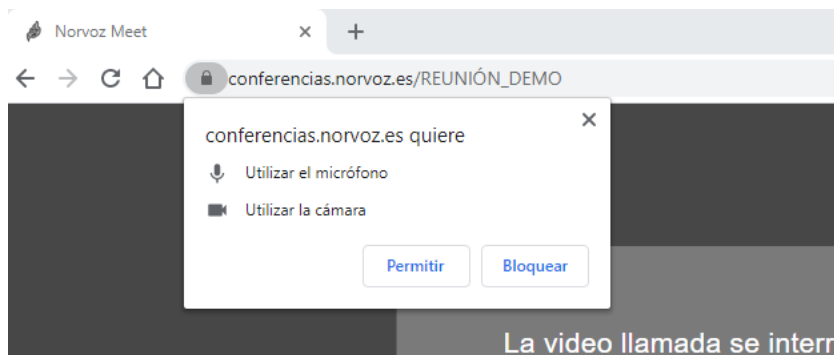 Norvoz Meet
conferencias.norvoz.es/REUNIÓN_DEMO
conferencias.norvoz.es quiere
Utilizar el micrófono
Utilizar la cámara
Permitir Bloquear
La video llamada se interr